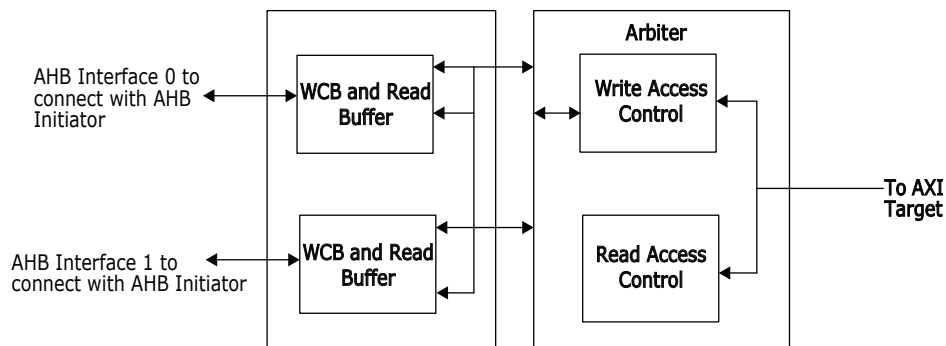 Arbiter
AHB Interface 0 to
connect with AHB
Initiator
WCB and Read
Buffer
Write Access
Control
To AXI
Target
AHB Interface 1 to
connect with AHB Initiator
WCB and Read
Buffer
Read Access
Control